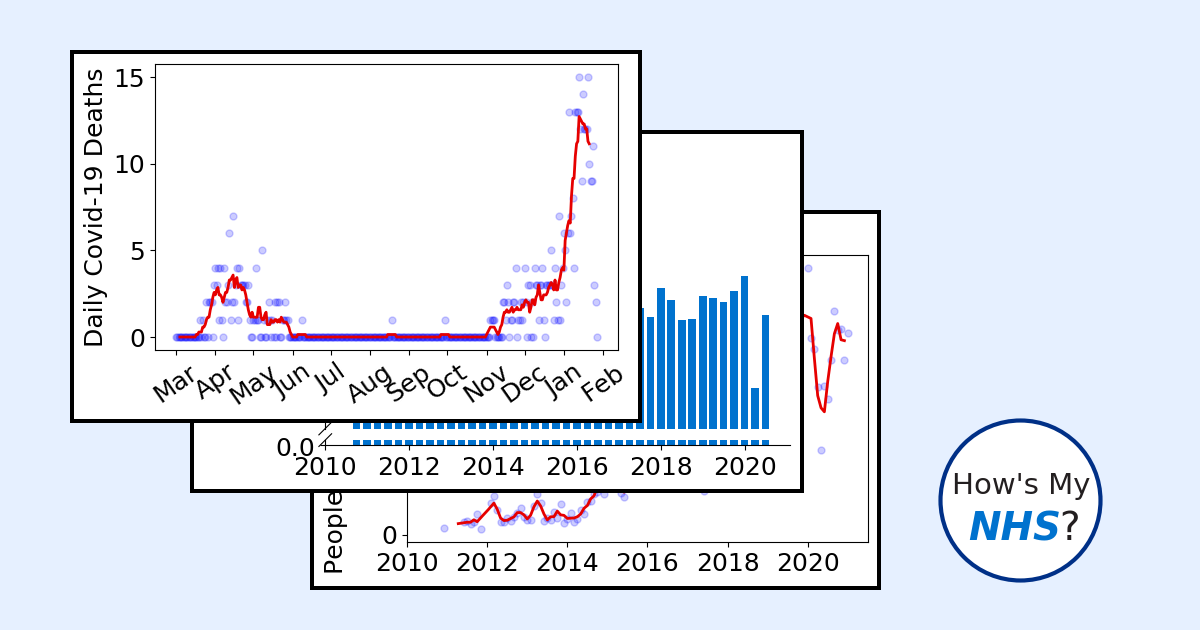 Daily Covid-19 Deaths
15
10
5
0
Mar Apr May Jun Jul Aug Sep Oct Nov Dec Jan Feb
0.0
2010 2012 2014 2016 2018 2020
People
0
2010 2012 2014 2016 2018 2020
How's My
NHS?